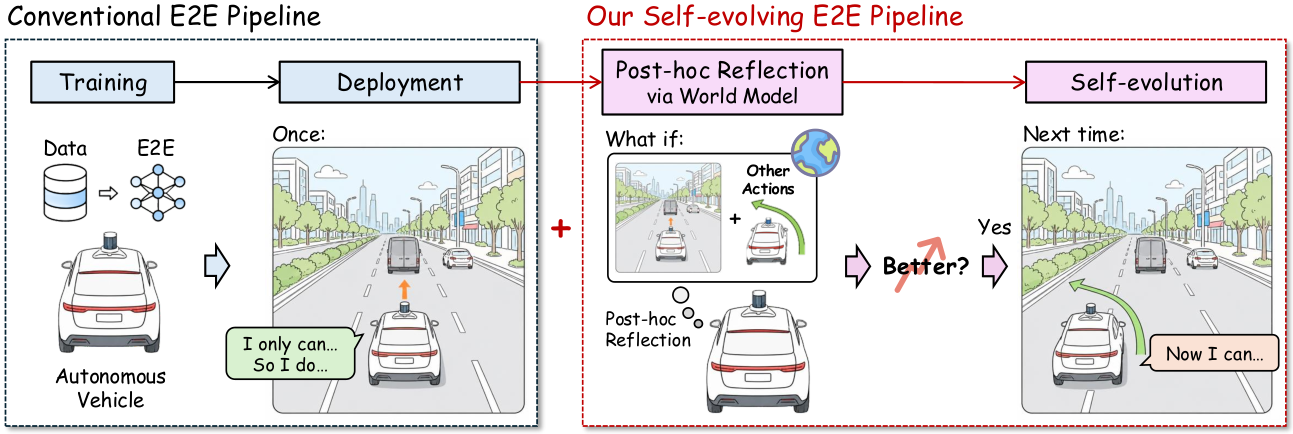 Conventional E2E Pipeline
Our Self-evolving E2E Pipeline
Training
Deployment
Post-hoc Reflection
via World Model
Self-evolution
Data
E2E
Autonomous
Vehicle
Once:
I only can...
So I do...
+
What if:
Other
Actions
+
Post-hoc
Reflection
Better?
Yes
Next time:
Now I can...